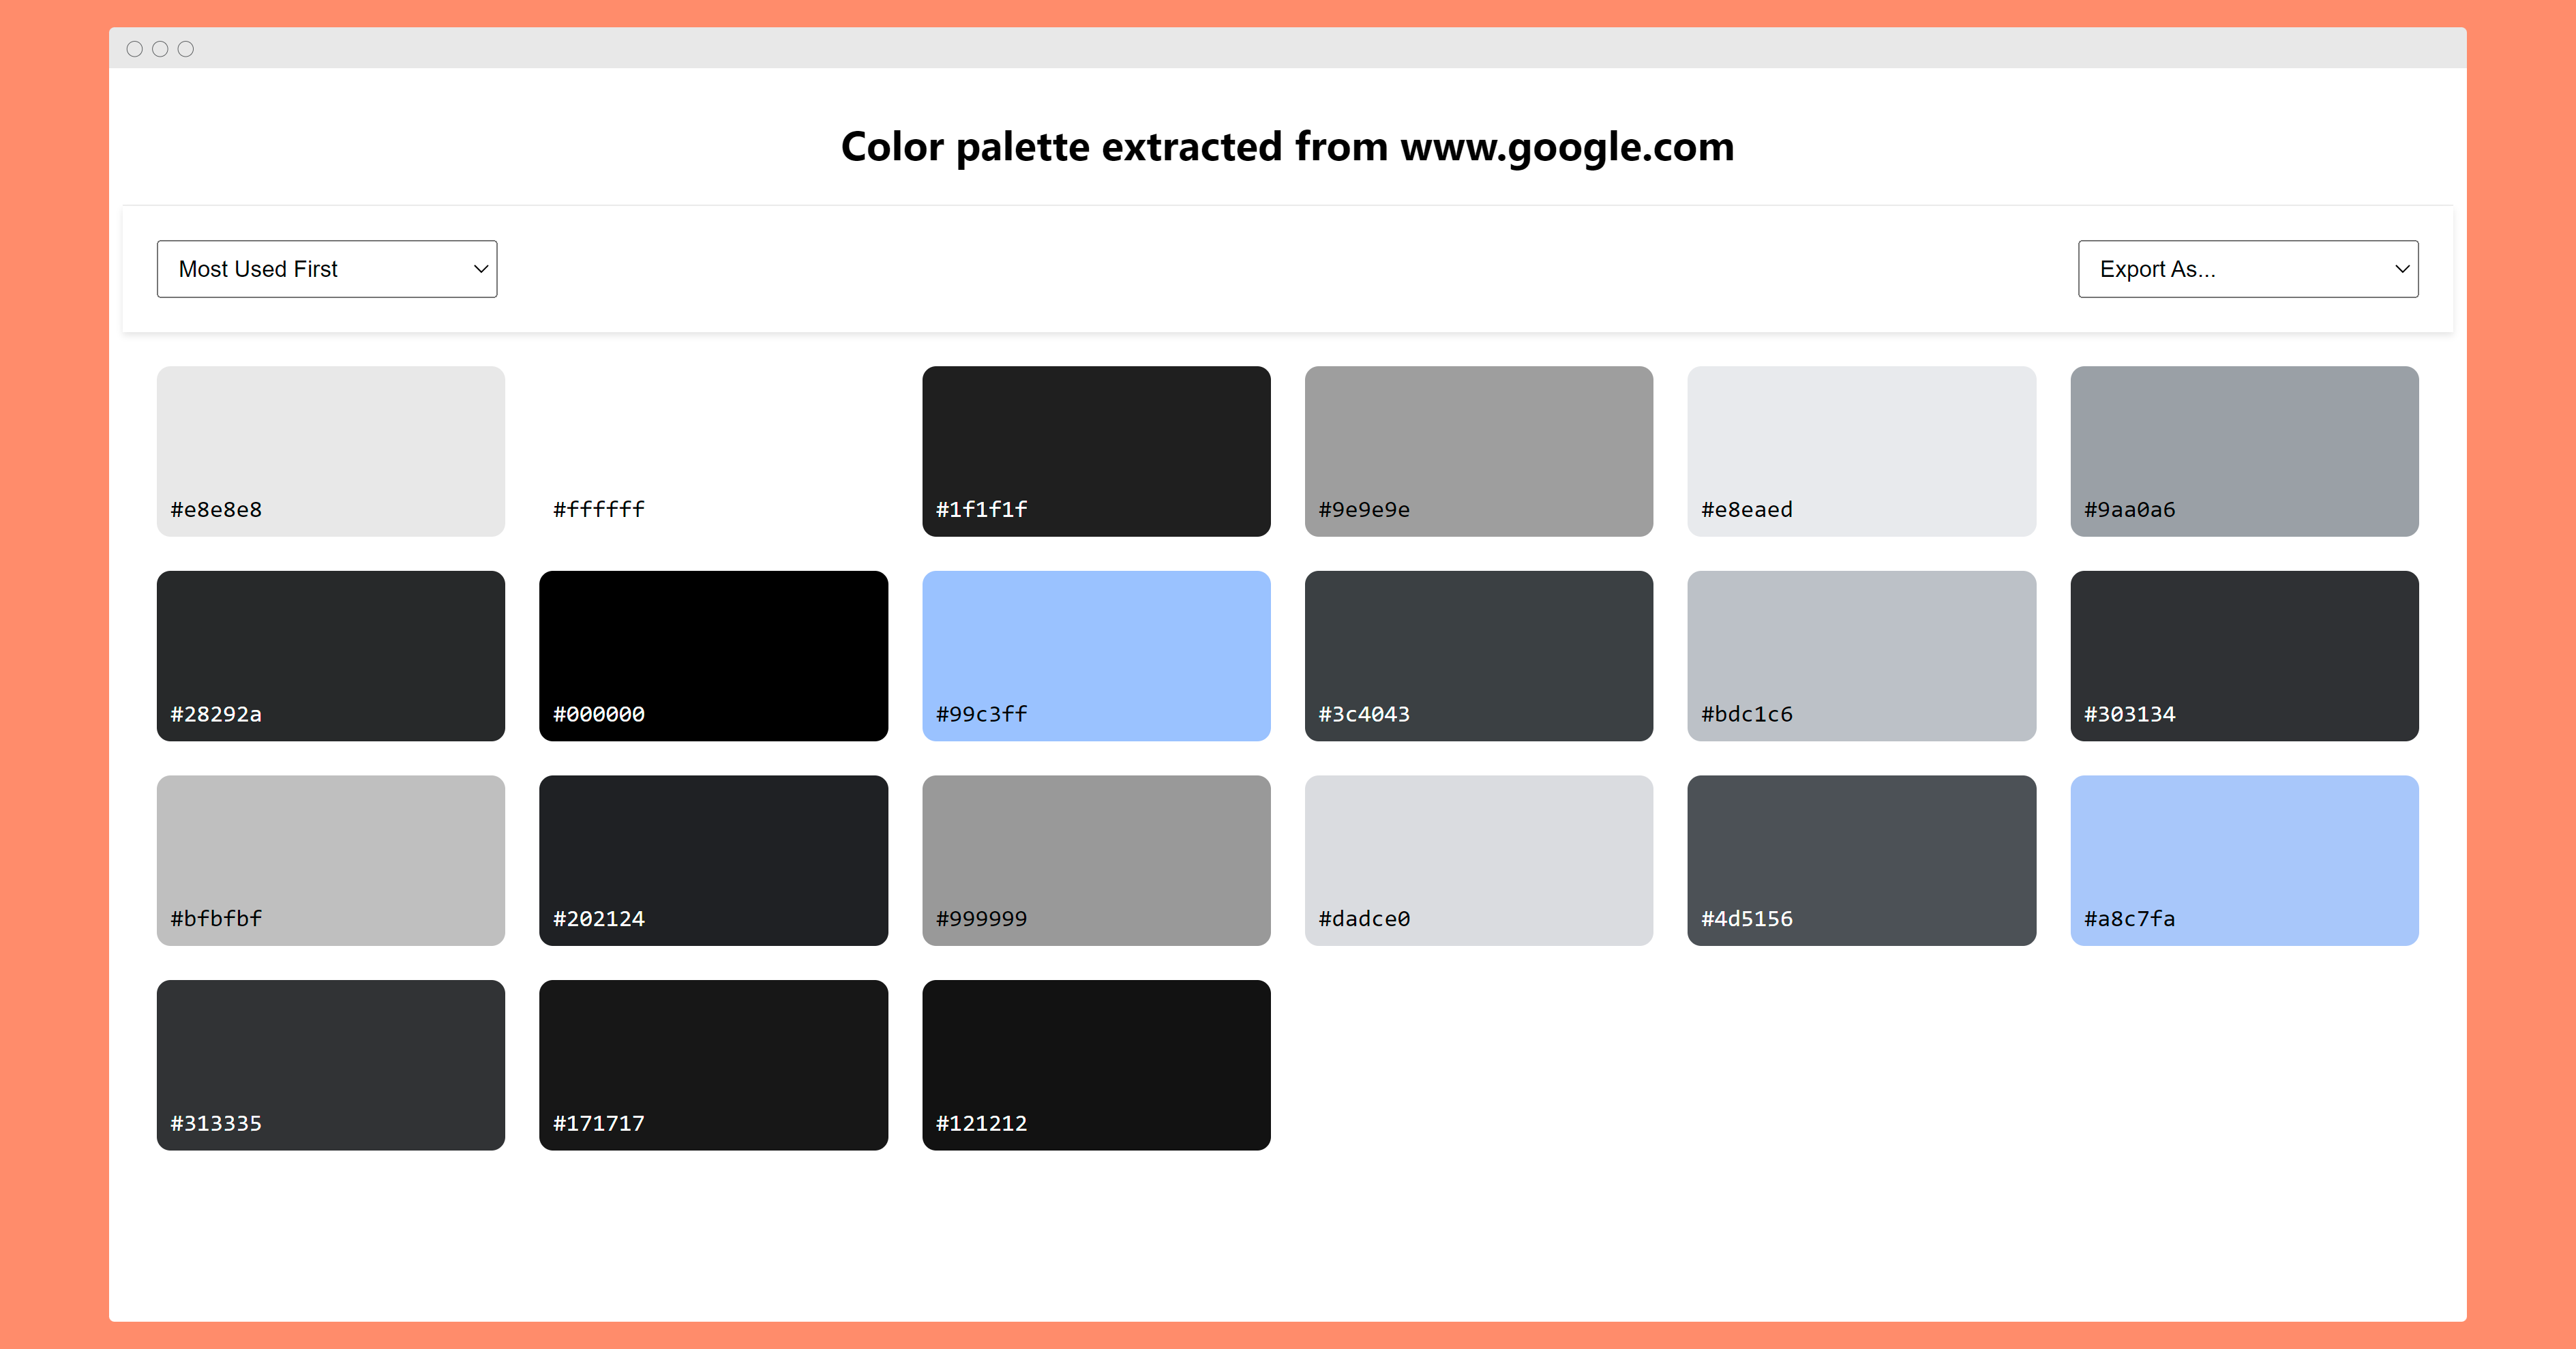 Color palette extracted from www.google.com
Most Used First
Export As...
#e8e8e8
#ffffff
#1f1f1f
#9e9e9e
#e8eaed
#9aa0a6
#28292a
#000000
#99c3ff
#3c4043
#bdc1c6
#303134
#bfbfbf
#202124
#999999
#dadce0
#4d5156
#a8c7fa
#313335
#171717
#121212